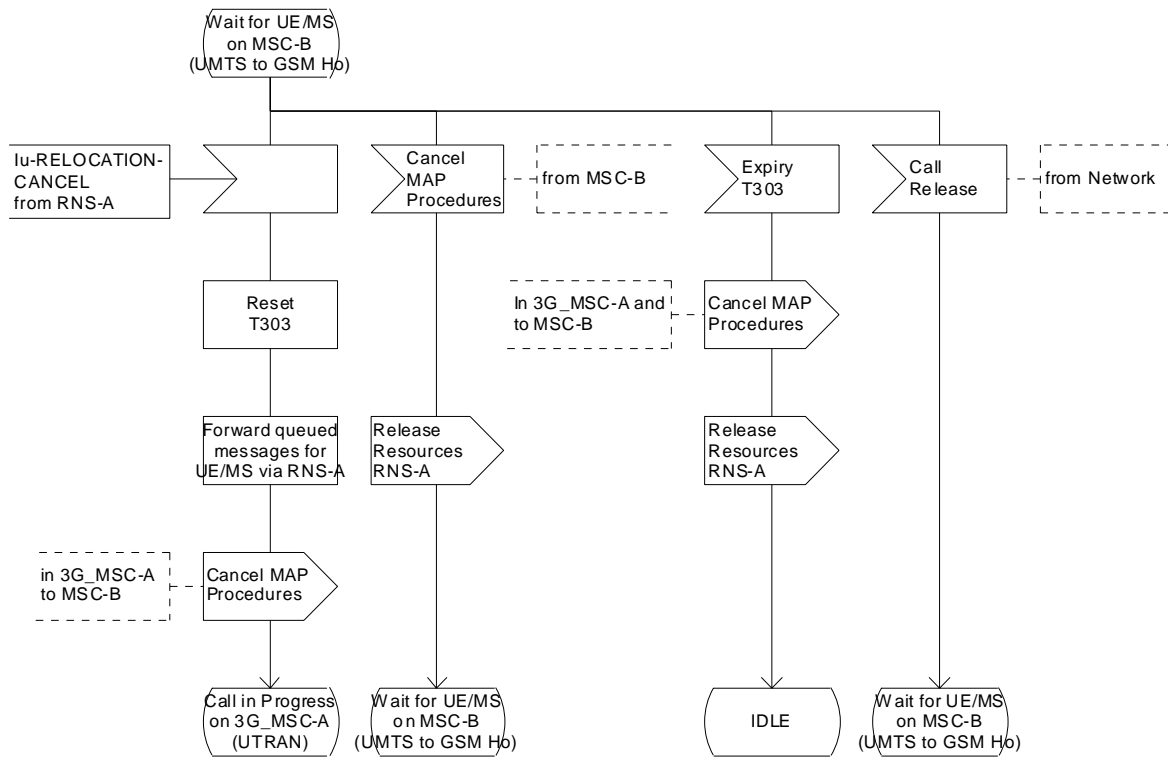 Wait for UE/MS
on MSC-B
(UMTS to GSM Ho)
Iu-RELOCATION-
CANCEL
from RNS-A
Cancel
MAP
Procedures
from MSC-B
Expiry
T303
Call
Release
from Network
Reset
T303
In 3G_MSC-A and
to MSC-B
Cancel MAP
Procedures
Forward queued
messages for
UE/MS via RNS-A
Release
Resources
RNS-A
Release
Resources
RNS-A
in 3G_MSC-A
to MSC-B
Cancel MAP
Procedures
Call in Progress
on 3G_MSC-A
(UTRAN)
Wait for UE/MS
on MSC-B
(UMTS to GSM Ho)
IDLE
Wait for UE/MS
on MSC-B
(UMTS to GSM Ho)